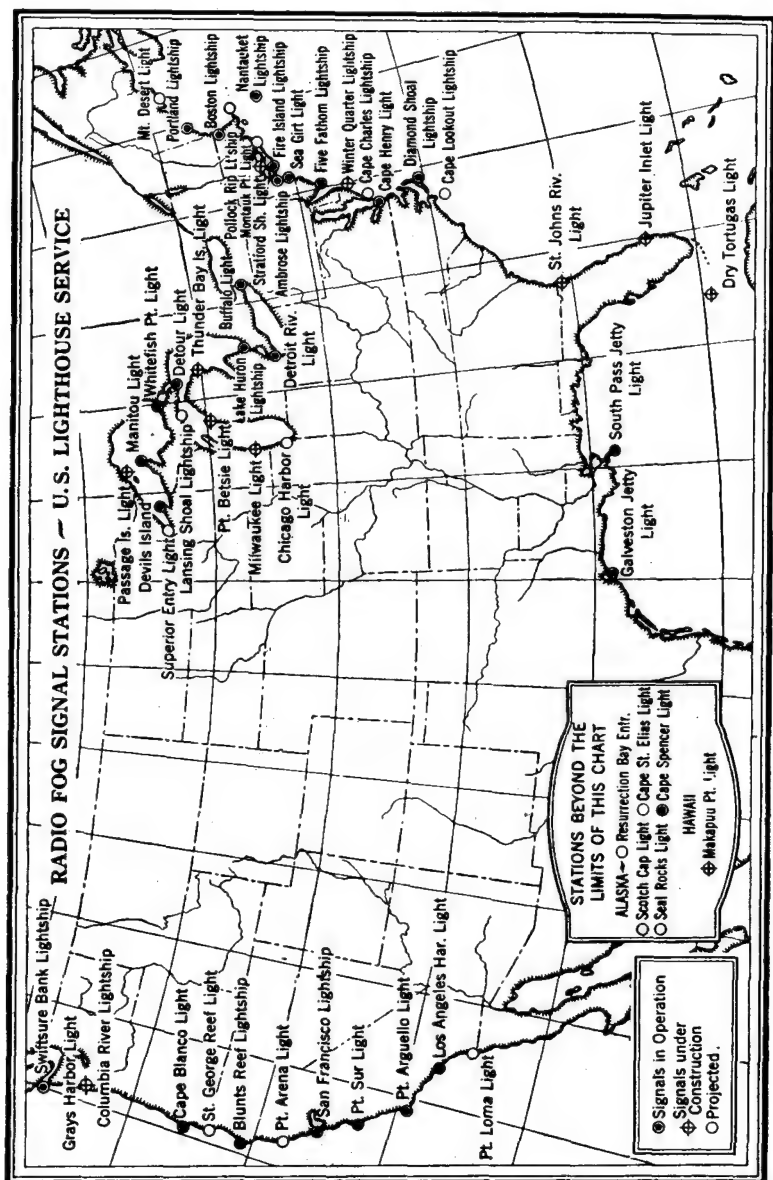 RADIO FOG SIGNAL STATIONS — U.S. LIGHTHOUSE SERVICE
Swiftsure Bank Lightship
Grays Harbor Light
Columbia River Lightship
Cape Blanco Light
St. George Reef Light
Blunts Reef Lightship
Pt. Arena Light
San Francisco Lightship
Pt. Sur Light
Pt. Arguello Light
Los Angeles Har. Light
Pt. Loma Light
Passage Is. Light
Devils Island
Superior Entry Light
Manitou Light
Whitefish Pt. Light
Detour Light
Lansing Shoal Lightship
Thunder Bay Is. Light
Pt. Betsie Light
Milwaukee Light
Chicago Harbor
Light
Lake Huron
Lightship
Detroit Riv.
Light
Buffalo Light
Mt. Desert Light
Portland Lightship
Boston Lightship
Pollock Rip Lt'ship
Nantucket
Lightship
Montauk Pt. Light
Stratford Sh. Light
Fire Island Lightship
Ambrose Lightship
Sea Girt Light
Five Fathom Lightship
Winter Quarter Lightship
Cape Charles Lightship
Cape Henry Light
Diamond Shoal
Lightship
Cape Lookout Lightship
St. Johns Riv.
Light
Jupiter Inlet Light
Dry Tortugas Light
South Pass Jetty
Light
Galveston Jetty
Light
STATIONS BEYOND THE
LIMITS OF THIS CHART
ALASKA — Resurrection Bay Entr.
Scotch Cap Light Cape St. Elias Light
Seal Rocks Light Cape Spencer Light
HAWAII
Makapuu Pt. Light
Signals in Operation
Signals under
Construction
Projected.